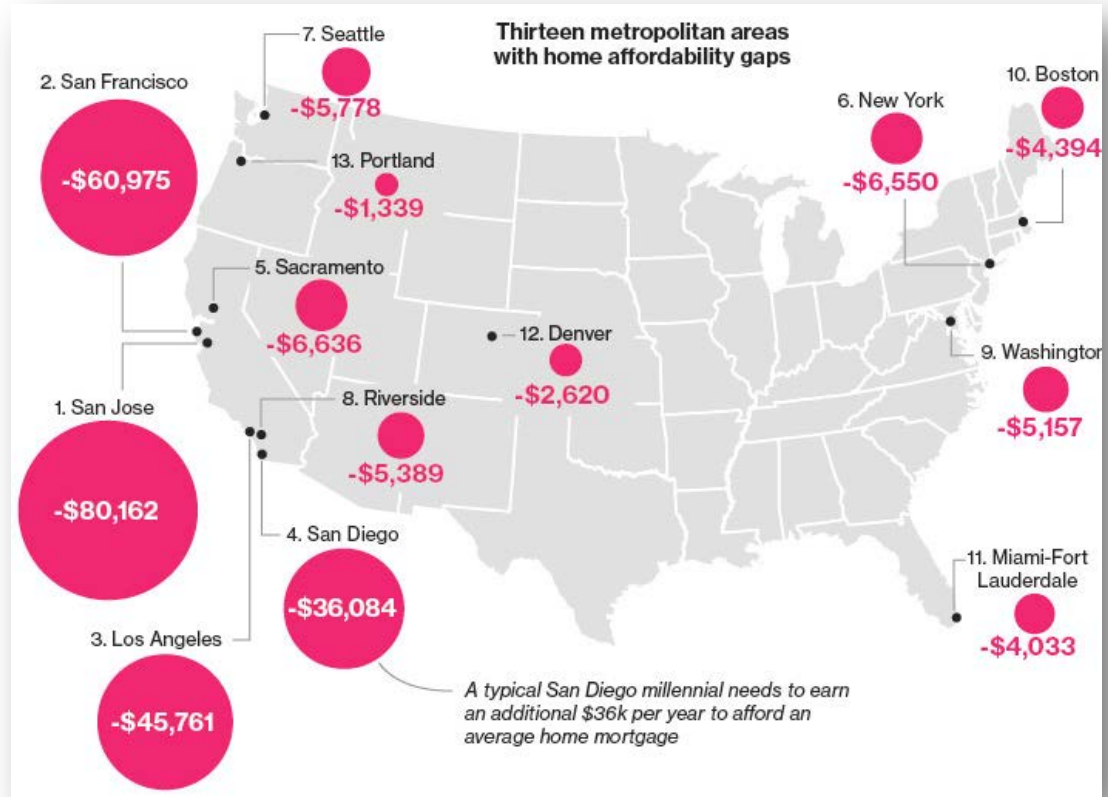 Thirteen metropolitan areas
with home affordability gaps
7. Seattle
-$5,778
2. San Francisco
-$60,975
13. Portland
-$1,339
10. Boston
-$4,394
6. New York
-$6,550
5. Sacramento
-$6,636
12. Denver
-$2,620
9. Washington
-$5,157
1. San Jose
-$80,162
8. Riverside
-$5,389
4. San Diego
-$36,084
11. Miami-Fort
Lauderdale
-$4,033
3. Los Angeles
-$45,761
A typical San Diego millennial needs to earn
an additional $36k per year to afford an
average home mortgage